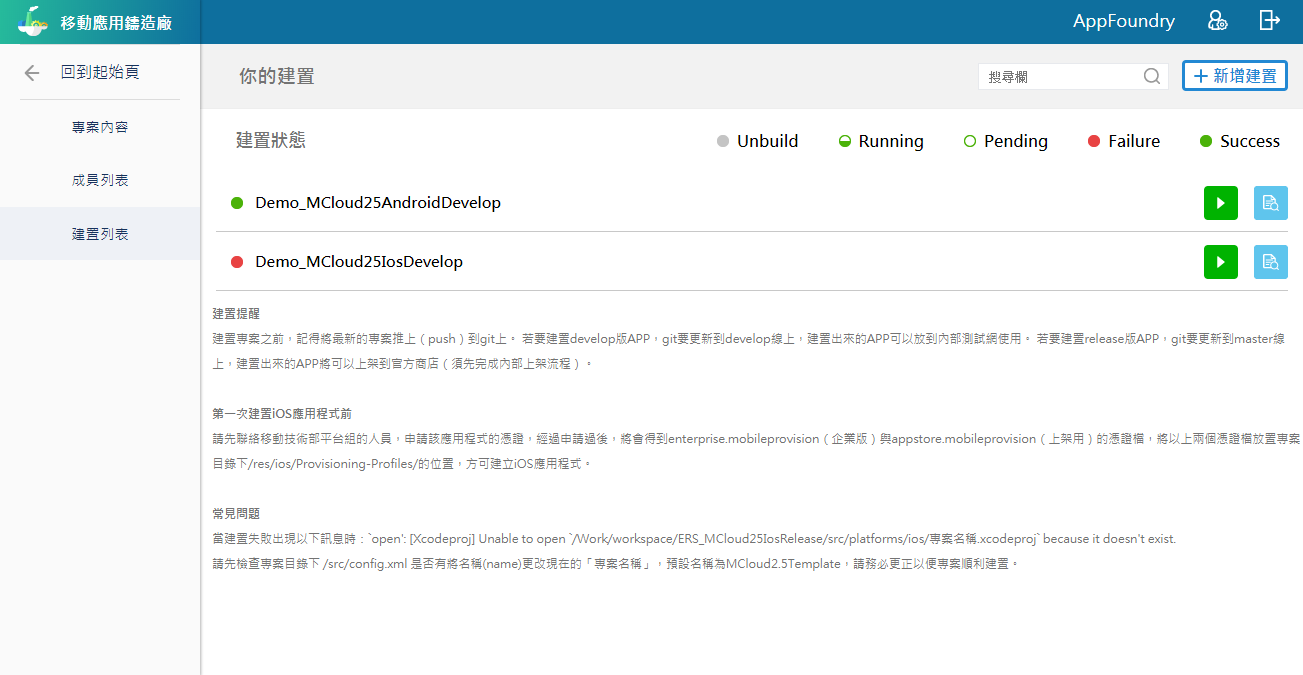 移動應用鑄造廠
AppFoundry
回到起始頁
專案內容
成員列表
建置列表
你的建置
搜尋欄
新增建置
建置狀態
Unbuild
Running
Pending
Failure
Success
Demo_MCloud25AndroidDevelop
Demo_MCloud25IosDevelop
建置提醒
建置專案之前，記得將最新的專案推上（push）到git上。 若要建置develop版APP，git要更新到develop線上，建置出來的APP可以放到內部測試網使用。 若要建置release版APP，git要更新到master線
上，建置出來的APP將可以上架到官方商店（須先完成內部上架流程）。
第一次建置iOS應用程式前
請先聯絡移動技術部平台組的人員，申請該應用程式的憑證，經過申請過後，將會得到enterprise.mobileprovision（企業版）與appstore.mobileprovision（上架用）的憑證檔，將以上兩個憑證檔放置專案
目錄下/res/ios/Provisioning-Profiles/的位置，方可建立iOS應用程式。
常見問題
當建置失敗出現以下訊息時：`open': [Xcodeproj] Unable to open `/Work/workspace/ERS_MCloud25IosRelease/src/platforms/ios/專案名稱.xcodeproj` because it doesn't exist.
請先檢查專案目錄下 /src/config.xml 是否有將名稱(name)更改現在的「專案名稱」，預設名稱為MCloud2.5Template，請務必更正以便專案順利建置。